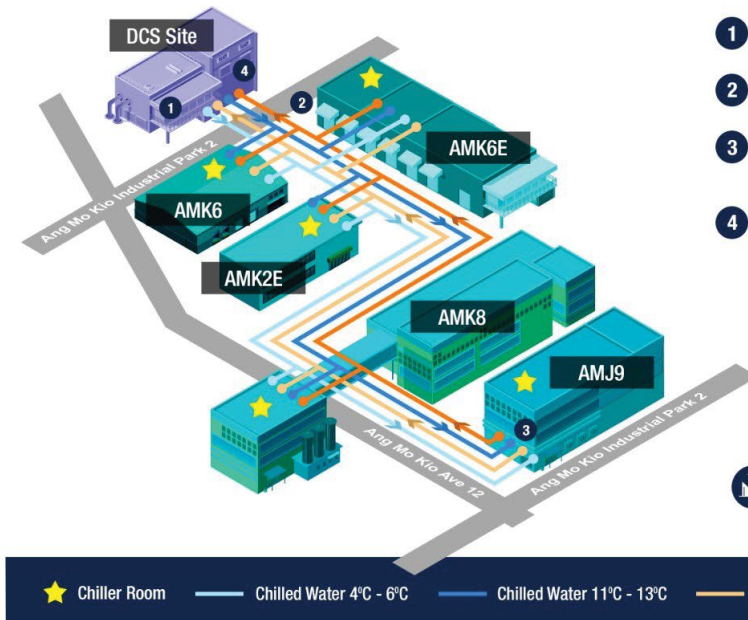 DCS Site
4
1
1
2
2
3
4
AMK6E
Ang Mo Kio Industrial Park 2
AMK6
AMK2E
AMK8
AMJ9
3
Ang Mo Kio Ave 12
Ang Mo Kio Industrial Park 2
Chiller Room
Chilled Water 4ºC - 6ºC
Chilled Water 11ºC - 13ºC